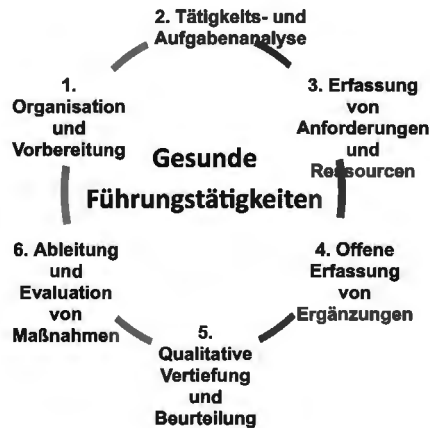 2. Tätigkeits- und
Aufgabenanalyse
1.
Organisation
und
Vorbereitung
3. Erfassung
von
Anforderungen
und
Ressourcen
Gesunde
Führungstätigkeiten
6. Ableitung
und
Evaluation
von
Maßnahmen
4. Offene
Erfassung
von
Ergänzungen
5.
Qualitative
Vertiefung
und
Beurteilung